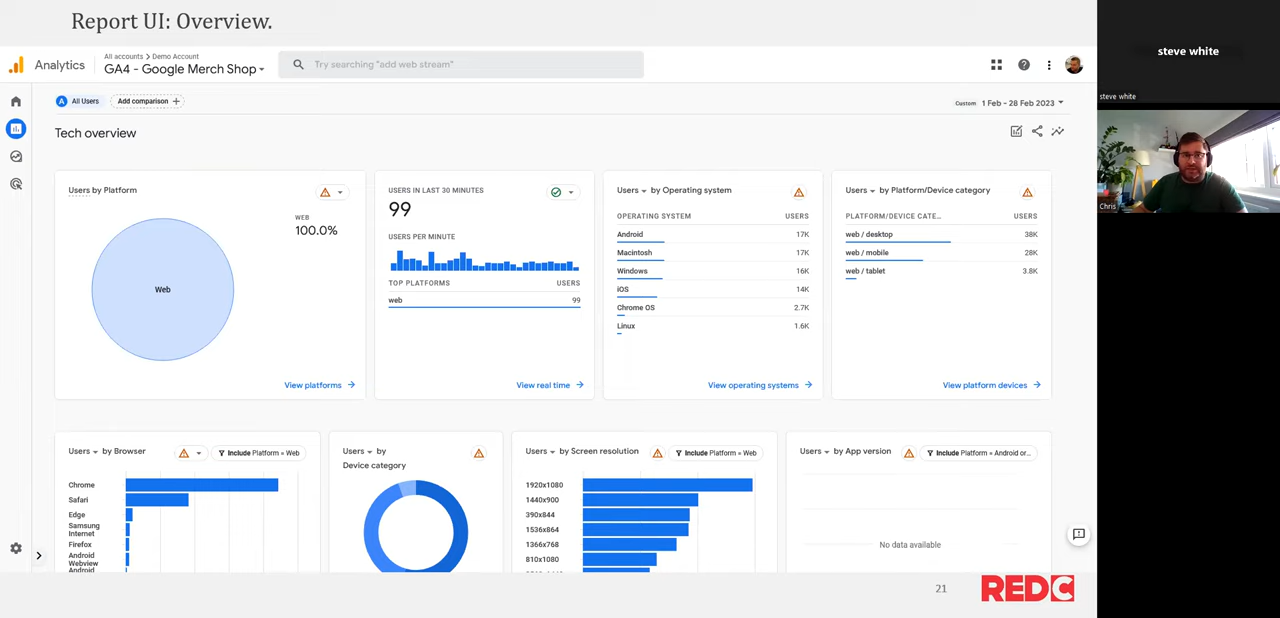 Report UI: Overview.
Analytics
All accounts > Demo Account
GA4 - Google Merch Shop
Try searching "add web stream"
A All Users
Add comparison +
Custom 1 Feb - 28 Feb 2023
Tech overview
Users by Platform
WEB
100.0%
Web
View platforms
USERS IN LAST 30 MINUTES
99
USERS PER MINUTE
TOP PLATFORMS USERS
web 99
View real time
Users by Operating system
OPERATING SYSTEM USERS
Android 17K
Macintosh 17K
Windows 16K
iOS 14K
Chrome OS 2.7K
Linux 1.6K
View operating systems
Users by Platform/Device category
PLATFORM/DEVICE CATE... USERS
web / desktop 38K
web / mobile 28K
web / tablet 3.8K
View platform devices
Users by Browser
Include Platform = Web
Chrome
Safari
Edge
Samsung
Internet
Firefox
Android
Webview
Android
Users by
Device category
Users by Screen resolution
Include Platform = Web
1920x1080
1440x900
390x844
1536x864
1366x768
810x1080
Users by App version
Include Platform = Android or...
No data available
21
REDC
steve white
steve white
Chris